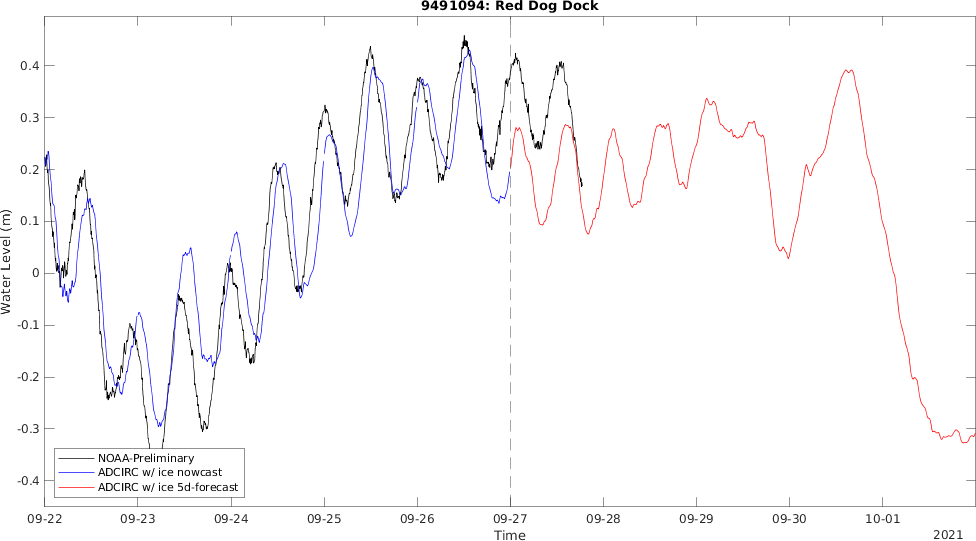 9491094: Red Dog Dock
Water Level (m)
0.4
0.3
0.2
0.1
0
-0.1
-0.2
-0.3
-0.4
NOAA-Preliminary
ADCIRC w/ ice nowcast
ADCIRC w/ ice 5d-forecast
09-22 09-23 09-24 09-25 09-26 09-27 09-28 09-29 09-30 10-01
Time
2021